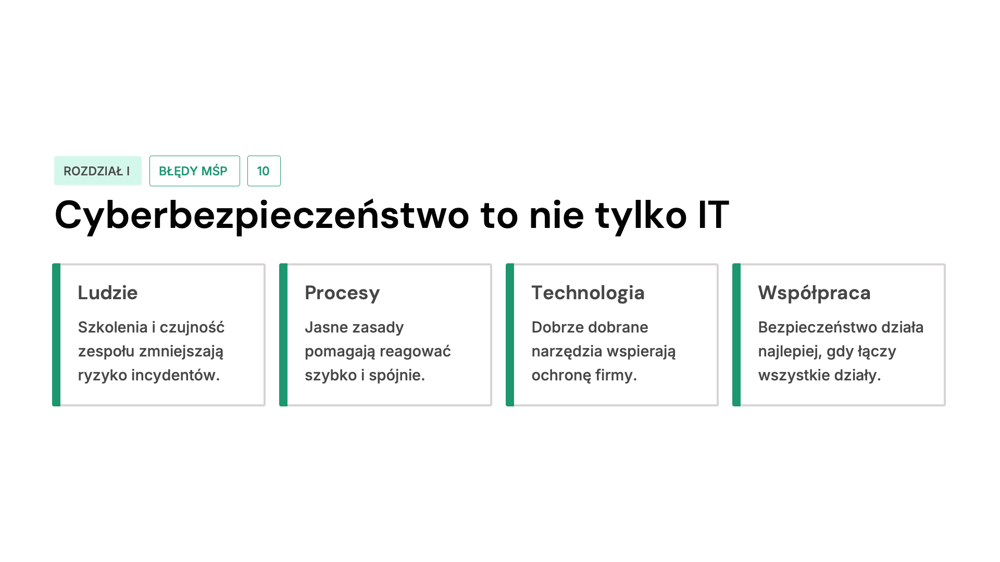 ROZDZIAŁ I
BŁĘDY MŚP
10
Cyberbezpieczeństwo to nie tylko IT
Ludzie
Szkolenia i czujność
zespołu zmniejszają
ryzyko incydentów.
Procesy
Jasne zasady
pomagają reagować
szybko i spójnie.
Technologia
Dobrze dobrane
narzędzia wspierają
ochronę firmy.
Współpraca
Bezpieczeństwo działa
najlepiej, gdy łączy
wszystkie działy.